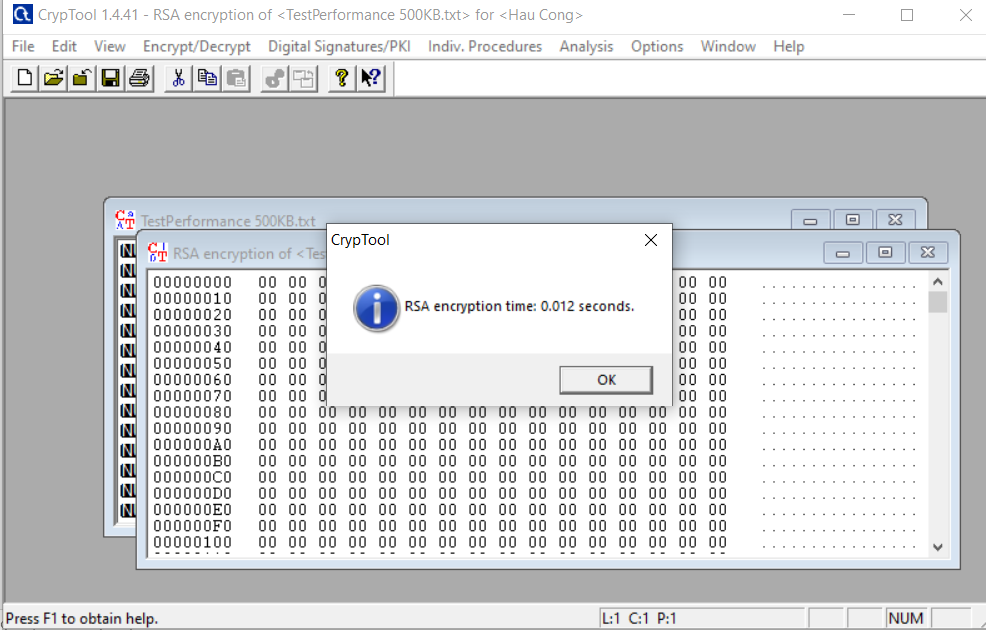 CrypTool 1.4.41 - RSA encryption of <TestPerformance 500KB.txt> for <Hau Cong>
File Edit View Encrypt/Decrypt Digital Signatures/PKI Indiv. Procedures Analysis Options Window Help
TestPerformance 500KB.txt
RSA encryption of <Tes
CrypTool
RSA encryption time: 0.012 seconds.
OK
00000000 00 00 0 00 00 ................
00000010 00 00 0 00 00 ................
00000020 00 00 0 00 00 ................
00000030 00 00 0 00 00 ................
00000040 00 00 0 00 00 ................
00000050 00 00 0 00 00 ................
00000060 00 00 0 00 00 ................
00000070 00 00 0 00 00 ................
00000080 00 00 00 00 00 00 00 00 00 00 00 00 00 00 00 00 ................
00000090 00 00 00 00 00 00 00 00 00 00 00 00 00 00 00 00 ................
000000A0 00 00 00 00 00 00 00 00 00 00 00 00 00 00 00 00 ................
000000B0 00 00 00 00 00 00 00 00 00 00 00 00 00 00 00 00 ................
000000C0 00 00 00 00 00 00 00 00 00 00 00 00 00 00 00 00 ................
000000D0 00 00 00 00 00 00 00 00 00 00 00 00 00 00 00 00 ................
000000E0 00 00 00 00 00 00 00 00 00 00 00 00 00 00 00 00 ................
000000F0 00 00 00 00 00 00 00 00 00 00 00 00 00 00 00 00 ................
00000100 00 00 00 00 00 00 00 00 00 00 00 00 00 00 00 00 ................
Press F1 to obtain help.
L:1 C:1 P:1
NUM